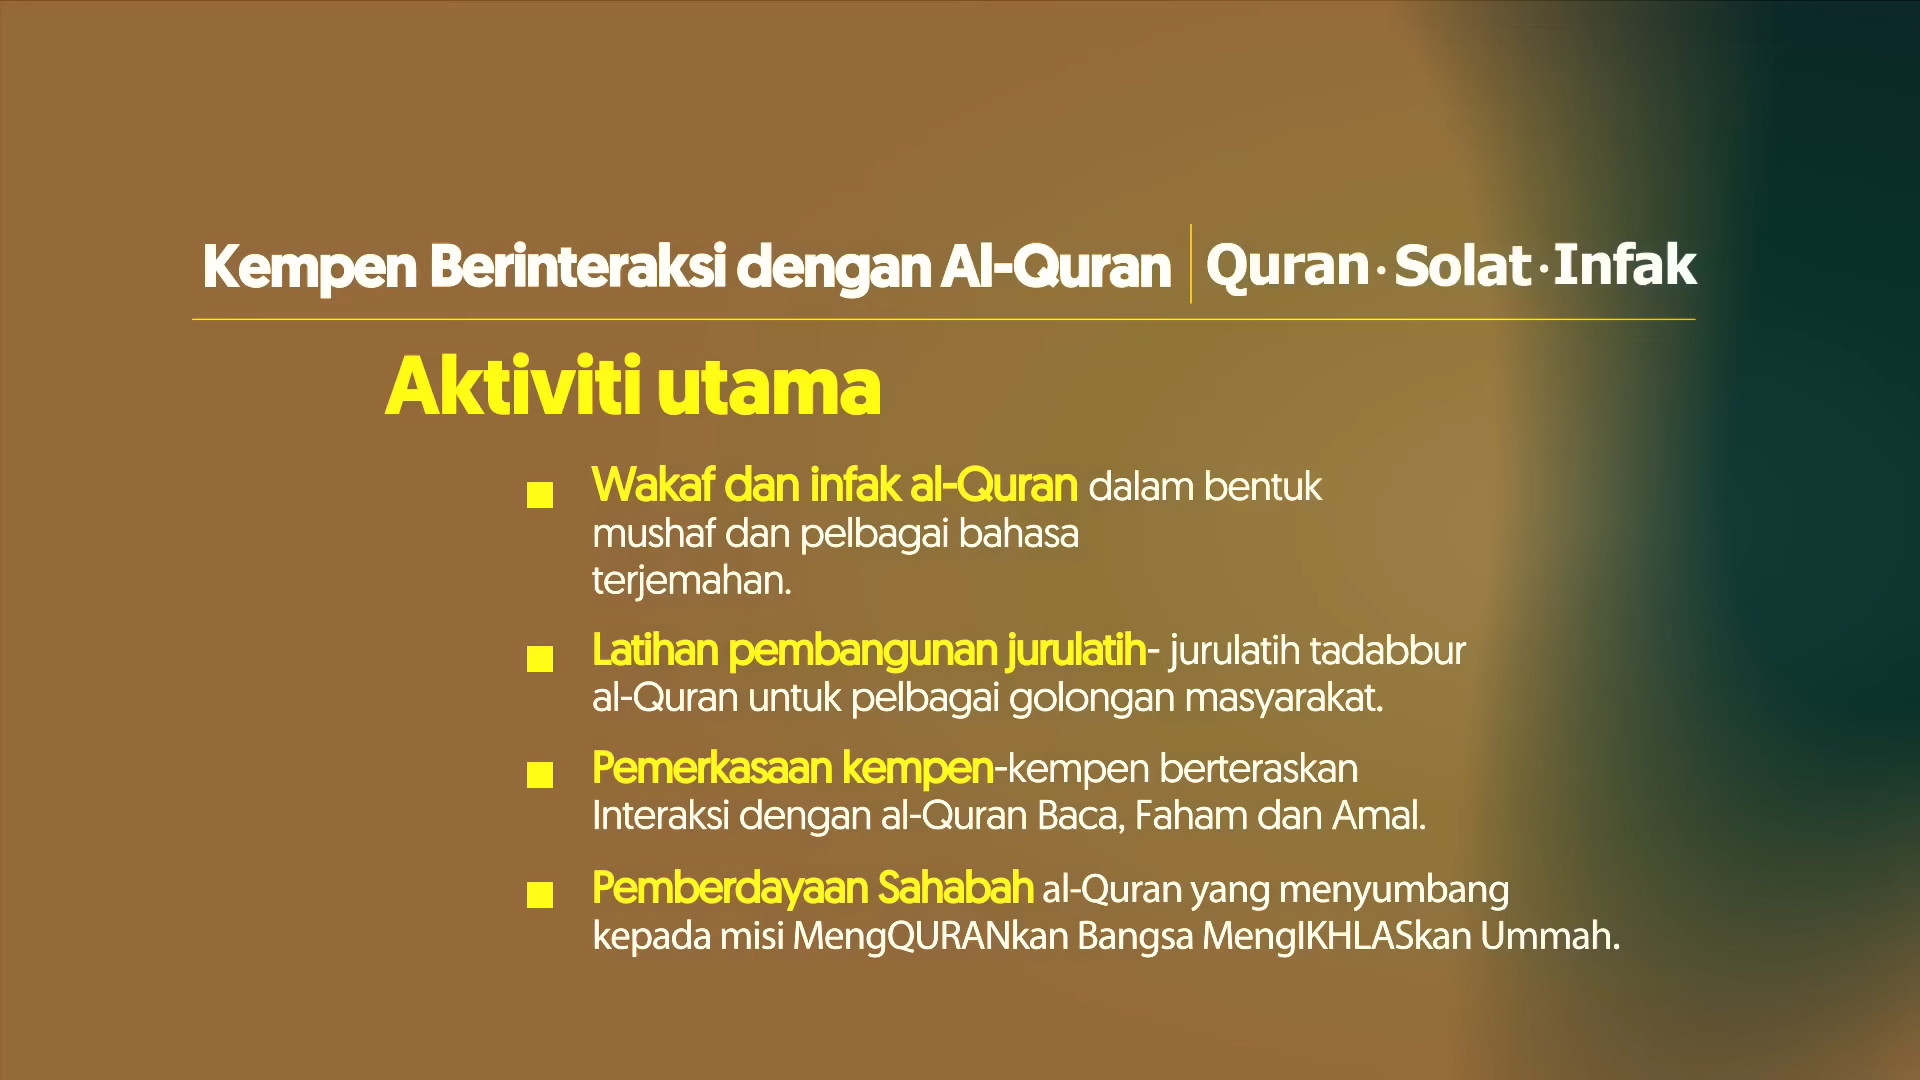 Kempen Berinteraksi dengan Al-Quran | Quran · Solat · Infak
Aktiviti utama
Wakaf dan infak al-Quran dalam bentuk
mushaf dan pelbagai bahasa
terjemahan.
Latihan pembangunan jurulatih- jurulatih tadabbur
al-Quran untuk pelbagai golongan masyarakat.
Pemerkasaan kempen-kempen berteraskan
Interaksi dengan al-Quran Baca, Faham dan Amal.
Pemberdayaan Sahabah al-Quran yang menyumbang
kepada misi MengQURANkan Bangsa MengIKHLASkan Ummah.